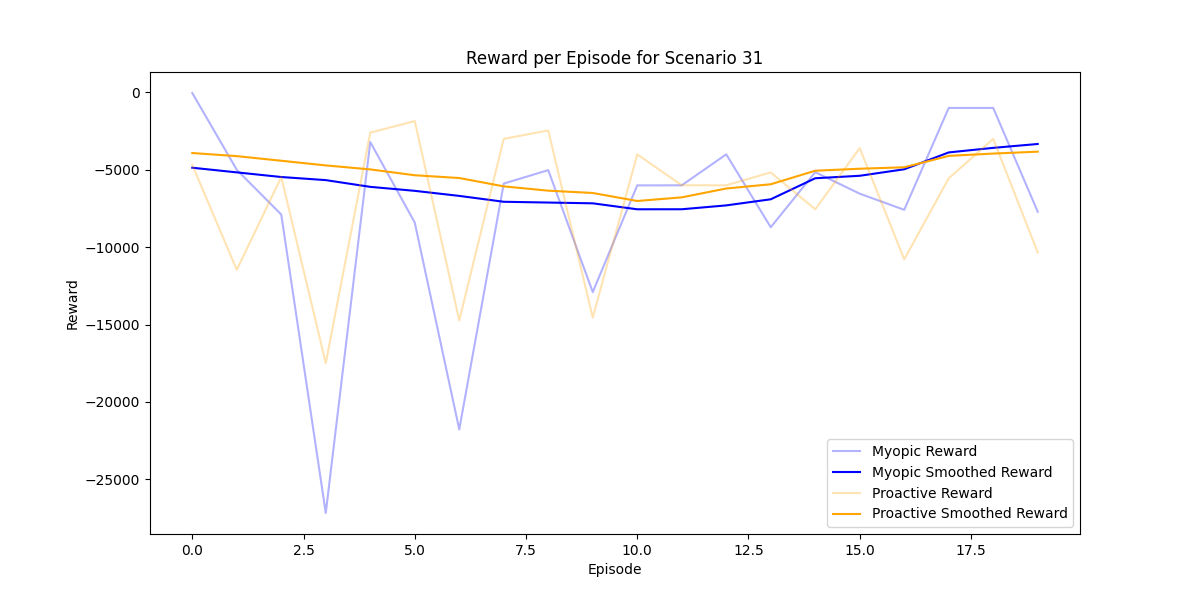 Reward per Episode for Scenario 31
0
−5000
−10000
−15000
−20000
−25000
Reward
0.0 2.5 5.0 7.5 10.0 12.5 15.0 17.5
Episode
Myopic Reward
Myopic Smoothed Reward
Proactive Reward
Proactive Smoothed Reward